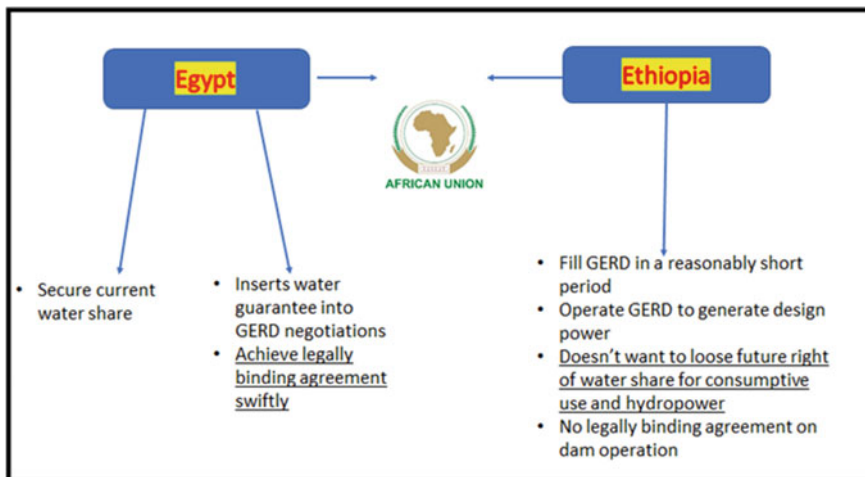 Egypt
Ethiopia
AFRICAN UNION
• Secure current
water share
• Inserts water
guarantee into
GERD negotiations
• Achieve legally
binding agreement
swiftly
• Fill GERD in a reasonably short
period
• Operate GERD to generate design
power
• Doesn't want to loose future right
of water share for consumptive
use and hydropower
• No legally binding agreement on
dam operation